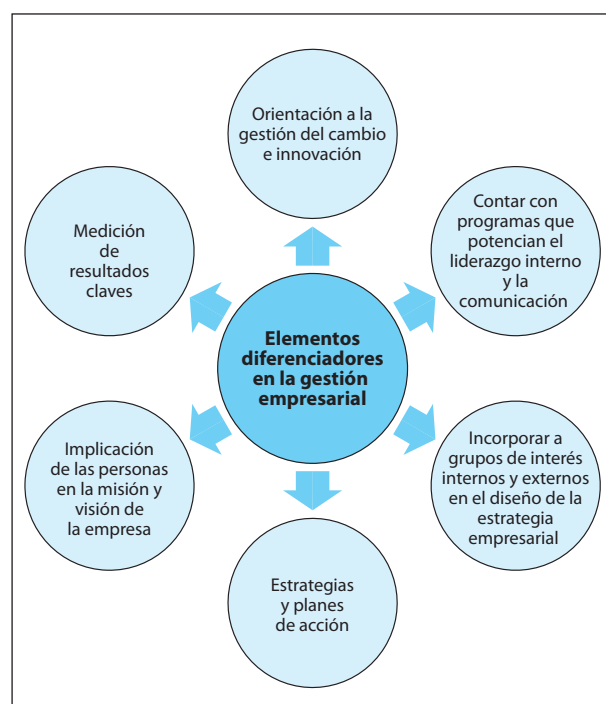 Orientación a la
gestión del cambio
e innovación
Contar con
programas que
potencian el
liderazgo interno
y la
comunicación
Medición
de
resultados
claves
Elementos
diferenciadores
en la gestión
empresarial
Implicación
de las personas
en la misión y
visión de
la empresa
Incorporar a
grupos de interés
internos y externos
en el diseño de la
estrategia
empresarial
Estrategias
y planes
de acción